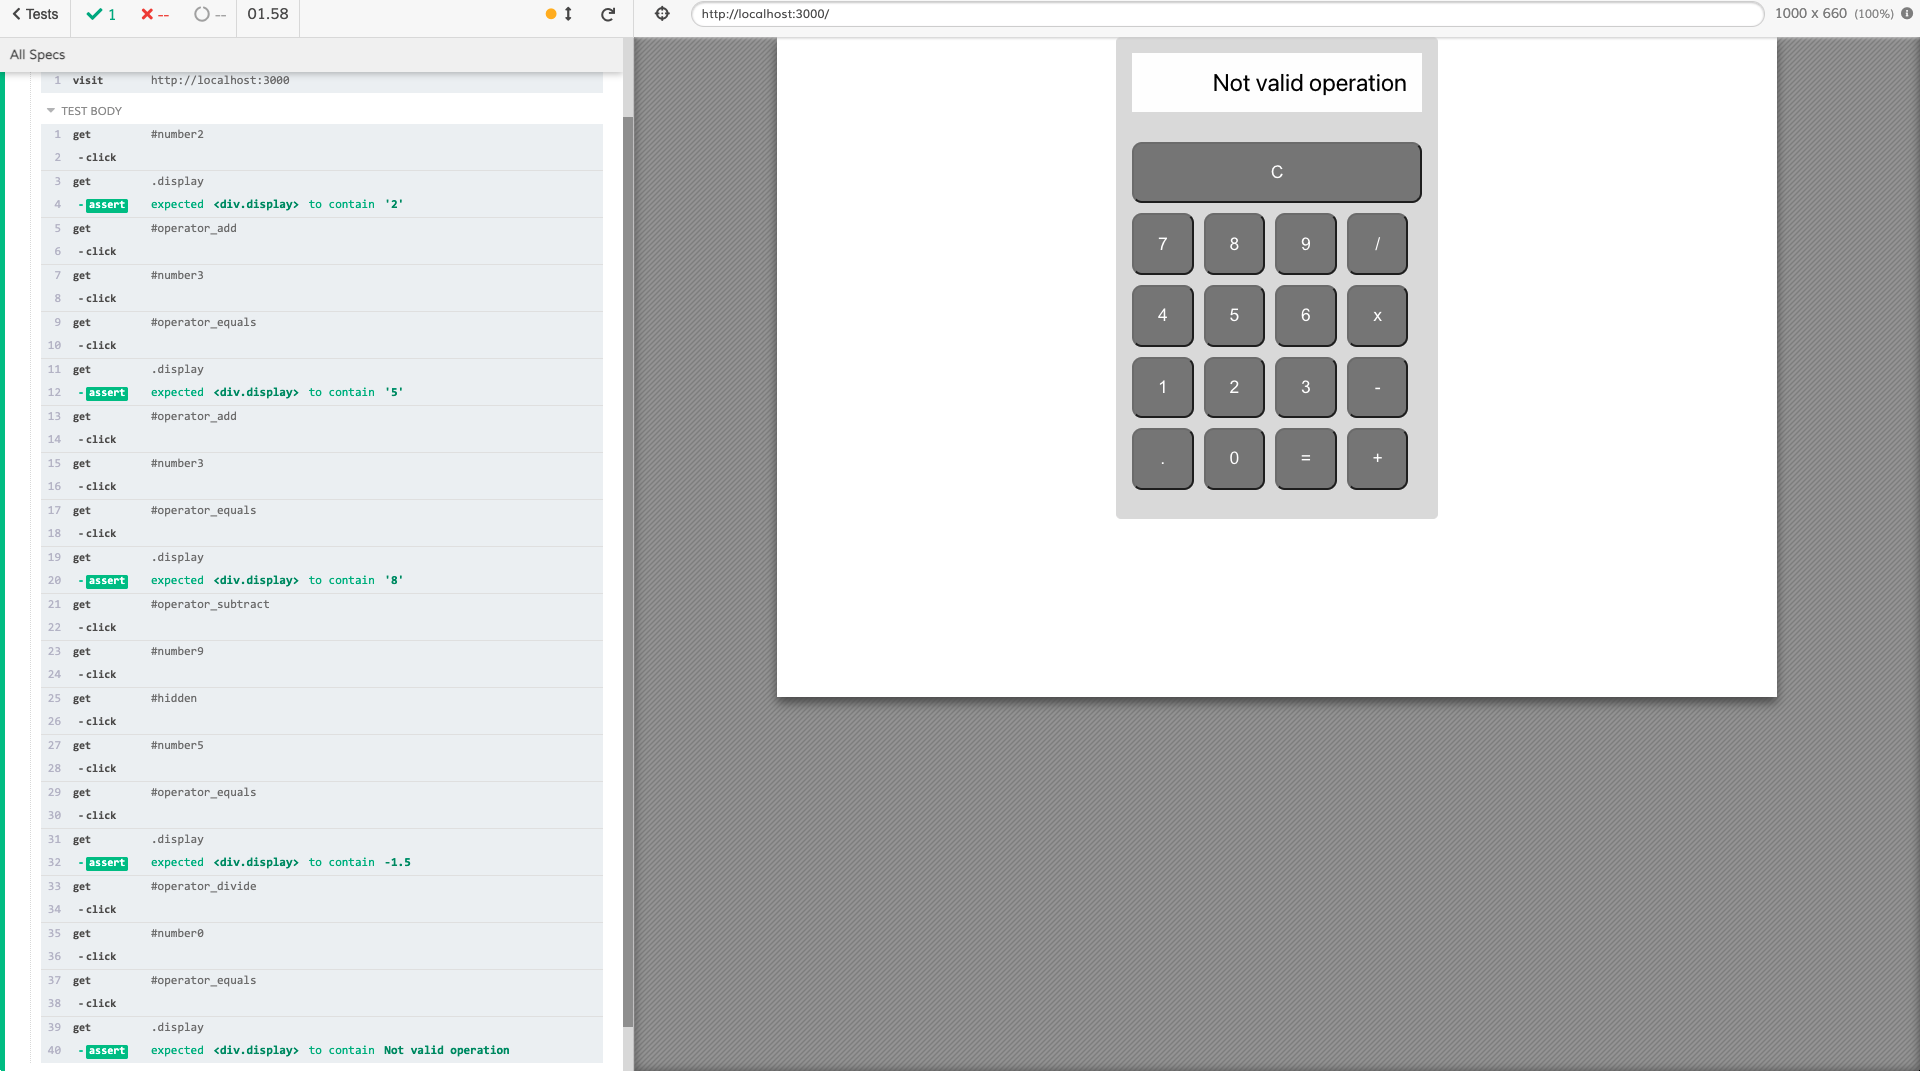 Tests 1 -- -- 01.58 http://localhost:3000/ 1000 x 660 (100%)
All Specs
1 visit http://localhost:3000
TEST BODY
1 get #number2
2 -click
3 get .display
4 -assert expected <div.display> to contain '2'
5 get #operator_add
6 -click
7 get #number3
8 -click
9 get #operator_equals
10 -click
11 get .display
12 -assert expected <div.display> to contain '5'
13 get #operator_add
14 -click
15 get #number3
16 -click
17 get #operator_equals
18 -click
19 get .display
20 -assert expected <div.display> to contain '8'
21 get #operator_subtract
22 -click
23 get #number9
24 -click
25 get #hidden
26 -click
27 get #number5
28 -click
29 get #operator_equals
30 -click
31 get .display
32 -assert expected <div.display> to contain -1.5
33 get #operator_divide
34 -click
35 get #number0
36 -click
37 get #operator_equals
38 -click
39 get .display
40 -assert expected <div.display> to contain Not valid operation
Not valid operation
C
7 8 9 /
4 5 6 x
1 2 3 -
. 0 = +